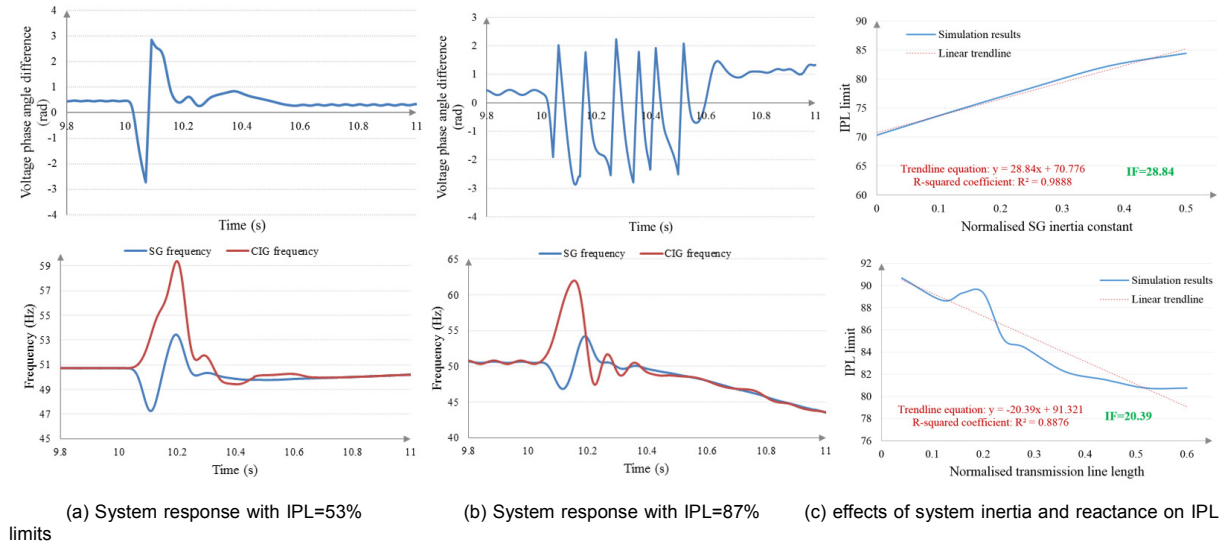 Voltage phase angle difference
(rad)
4
3
2
1
0
-1
-2
-3
-4
9.8
10
10.2
10.4
10.6
10.8
11
Time (s)
SG frequency
CIG frequency
Frequency (Hz)
59
57
55
53
51
49
47
45
9.8
10
10.2
10.4
10.6
10.8
11
Time (s)
Voltage phase angle difference
(rad)
3
2
1
0
-1
-2
-3
-4
9.8
10
10.2
10.4
10.6
10.8
11
Time (s)
SG frequency
CIG frequency
Frequency (Hz)
65
60
55
50
45
40
9.8
10
10.2
10.4
10.6
10.8
11
Time (s)
IPL limit
90
85
80
75
70
65
60
Simulation results
Linear trendline
Trendline equation: y = 28.84x + 70.776
R-squared coefficient: R² = 0.9888
IF=28.84
0
0.1
0.2
0.3
0.4
0.5
Normalised SG inertia constant
IPL limit
92
90
88
86
84
82
80
78
76
Simulation results
Linear trendline
Trendline equation: y = -20.39x + 91.321
R-squared coefficient: R² = 0.8876
IF=20.39
0
0.1
0.2
0.3
0.4
0.5
0.6
Normalised transmission line length
(a) System response with IPL=53%
(b) System response with IPL=87%
(c) effects of system inertia and reactance on IPL
limits